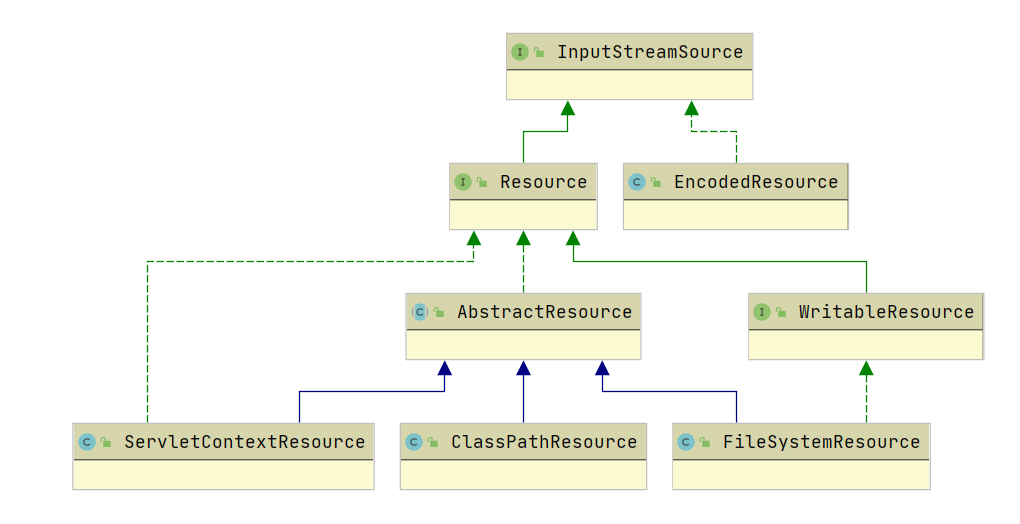 I InputStreamSource
I Resource
C EncodedResource
C AbstractResource
I WritableResource
C ServletContextResource
C ClassPathResource
C FileSystemResource